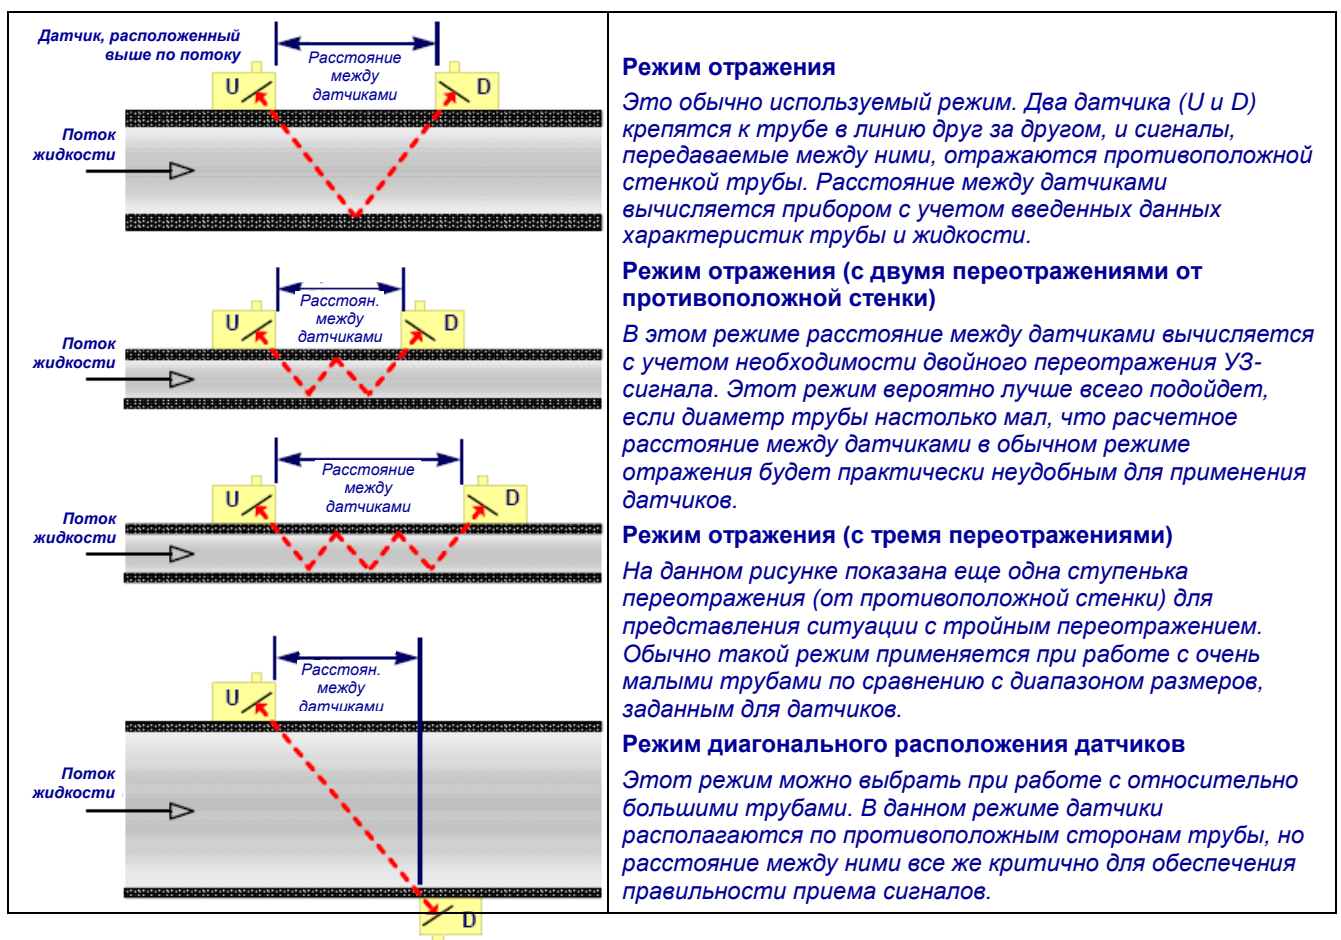 Датчик, расположенный
выше по потоку
Расстояние
между
датчиками
U
D
Поток
жидкости
Расстоян.
между
датчиками
U
D
Поток
жидкости
Расстояние
между
датчиками
U
D
Поток
жидкости
Расстоян.
между
датчиками
U
Поток
жидкости
D
Режим отражения
Это обычно используемый режим. Два датчика (U и D)
крепятся к трубе в линию друг за другом, и сигналы,
передаваемые между ними, отражаются противоположной
стенкой трубы. Расстояние между датчиками
вычисляется прибором с учетом введенных данных
характеристик трубы и жидкости.
Режим отражения (с двумя переотражениями от
противоположной стенки)
В этом режиме расстояние между датчиками вычисляется
с учетом необходимости двойного переотражения УЗ-
сигнала. Этот режим вероятно лучше всего подойдет,
если диаметр трубы настолько мал, что расчетное
расстояние между датчиками в обычном режиме
отражения будет практически неудобным для применения
датчиков.
Режим отражения (с тремя переотражениями)
На данном рисунке показана еще одна ступенька
переотражения (от противоположной стенки) для
представления ситуации с тройным переотражением.
Обычно такой режим применяется при работе с очень
малыми трубами по сравнению с диапазоном размеров,
заданным для датчиков.
Режим диагонального расположения датчиков
Этот режим можно выбрать при работе с относительно
большими трубами. В данном режиме датчики
располагаются по противоположным сторонам трубы, но
расстояние между ними все же критично для обеспечения
правильности приема сигналов.